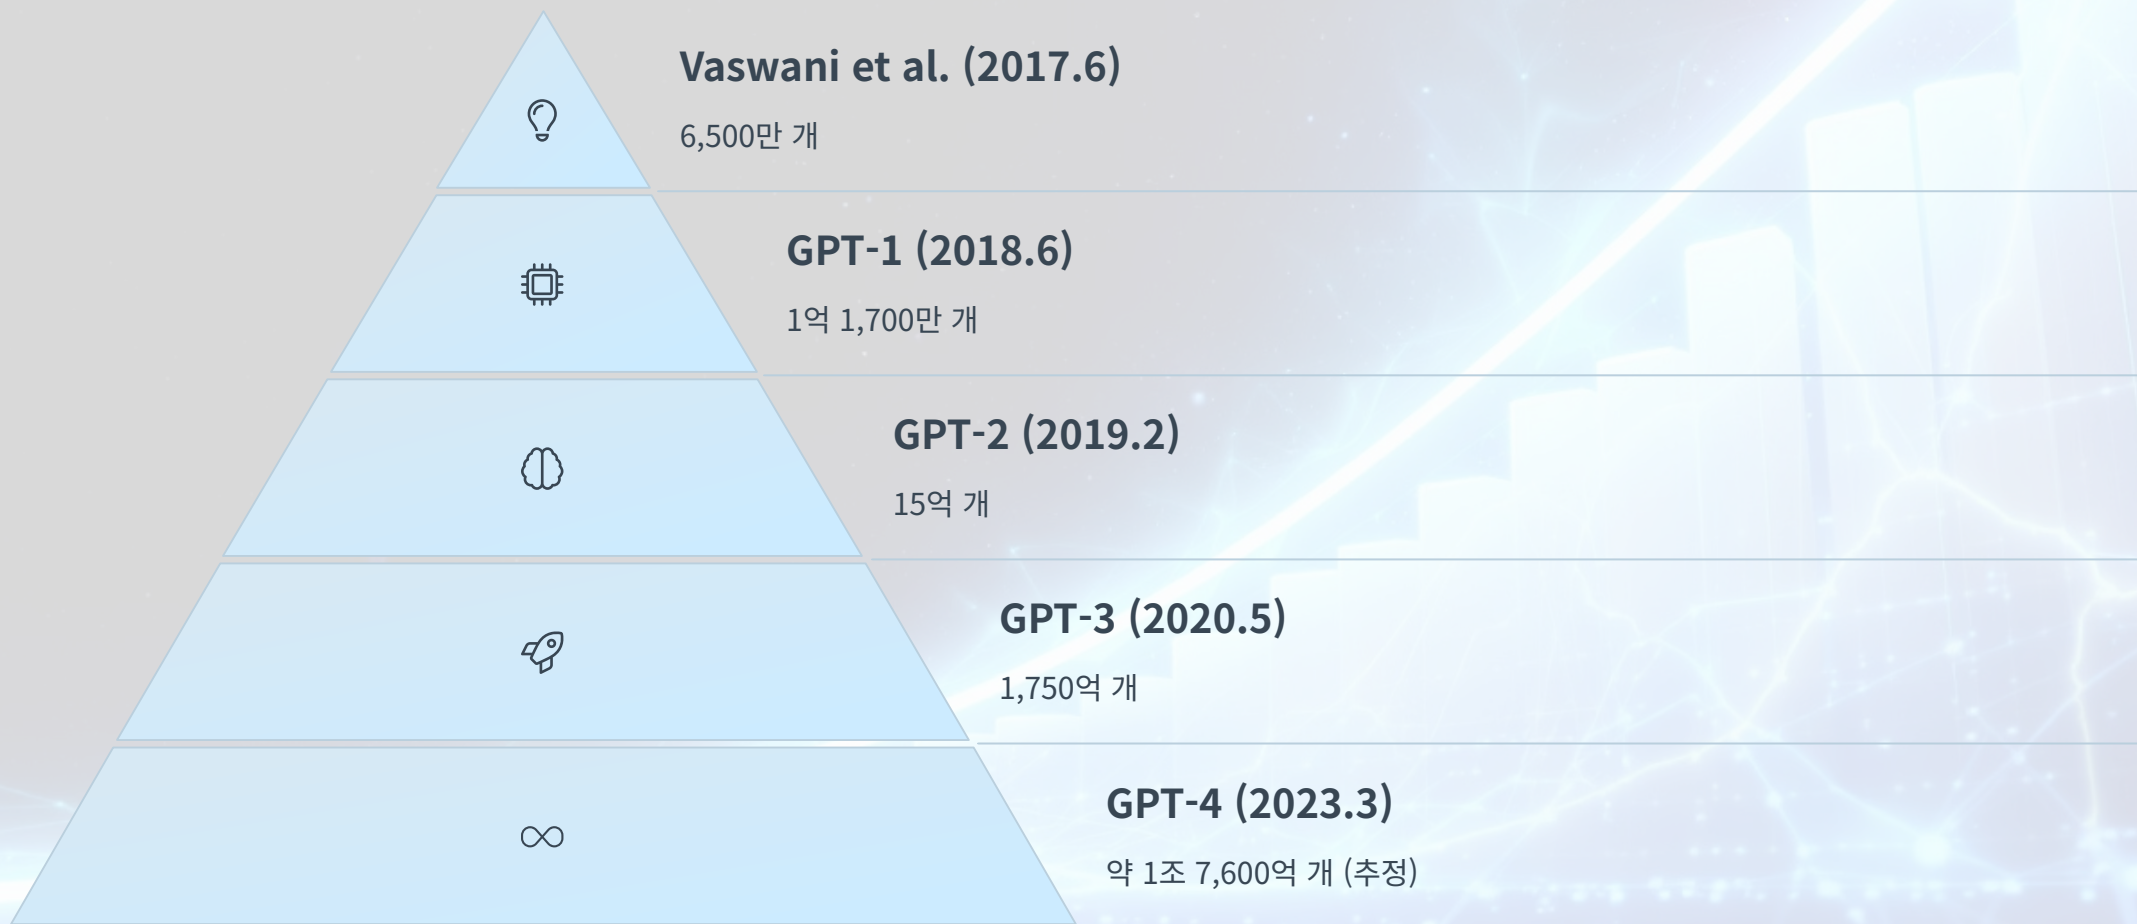 Vaswani et al. (2017.6)
6,500만 개
GPT-1 (2018.6)
1억 1,700만 개
GPT-2 (2019.2)
15억 개
GPT-3 (2020.5)
1,750억 개
GPT-4 (2023.3)
약 1조 7,600억 개 (추정)